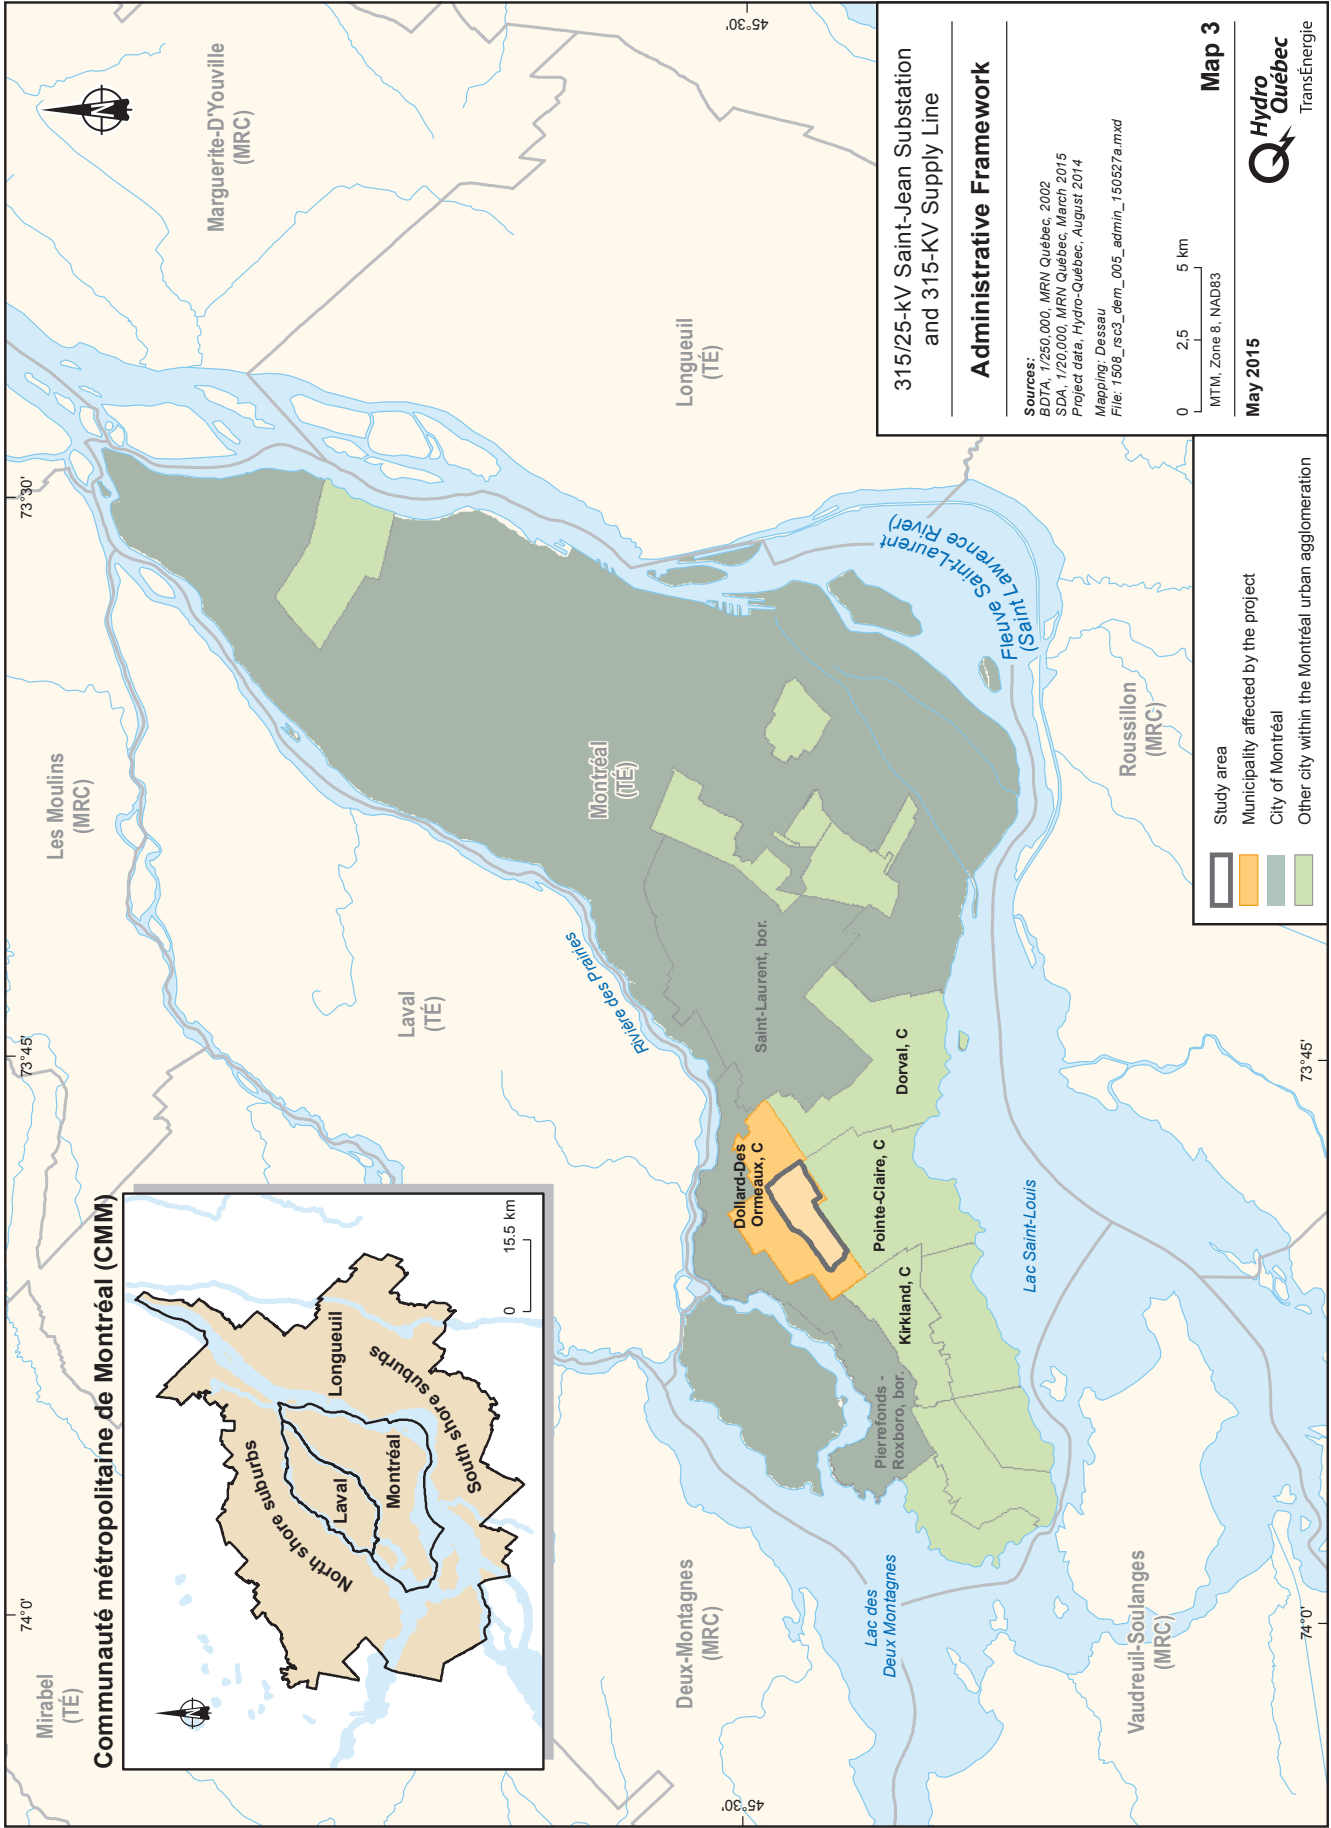 Communauté métropolitaine de Montréal (CMM)
North shore suburbs
Laval
Montréal
Longueuil
South shore suburbs
0
15.5 km
74°0'
73°45'
73°30'
45°30'
45°30'
74°0'
73°45'
Mirabel
(TÉ)
Les Moulins
(MRC)
Marguerite-D'Youville
(MRC)
Laval
(TÉ)
Rivière des Prairies
Montréal
(TÉ)
Longueuil
(TÉ)
Deux-Montagnes
(MRC)
Saint-Laurent, bor.
Dollard-Des
Ormeaux, C
Pointe-Claire, C
Dorval, C
Kirkland, C
Pierrefonds -
Roxboro, bor.
Lac des
Deux Montagnes
Lac Saint-Louis
Fleuve Saint-Laurent
(Saint Lawrence River)
Vaudreuil-Soulanges
(MRC)
Roussillon
(MRC)
Study area
Municipality affected by the project
City of Montréal
Other city within the Montréal urban agglomeration
315/25-kV Saint-Jean Substation
and 315-KV Supply Line
Administrative Framework
Sources:
BDTA, 1/250,000, MRN Québec, 2002
SDA, 1/20,000, MRN Québec, March 2015
Project data, Hydro-Québec, August 2014
Mapping: Dessau
File: 1508_rsc3_dem_005_admin_150527a.mxd
0
2,5
5 km
MTM, Zone 8, NAD83
Map 3
May 2015
Hydro
Québec
TransÉnergie
N
N